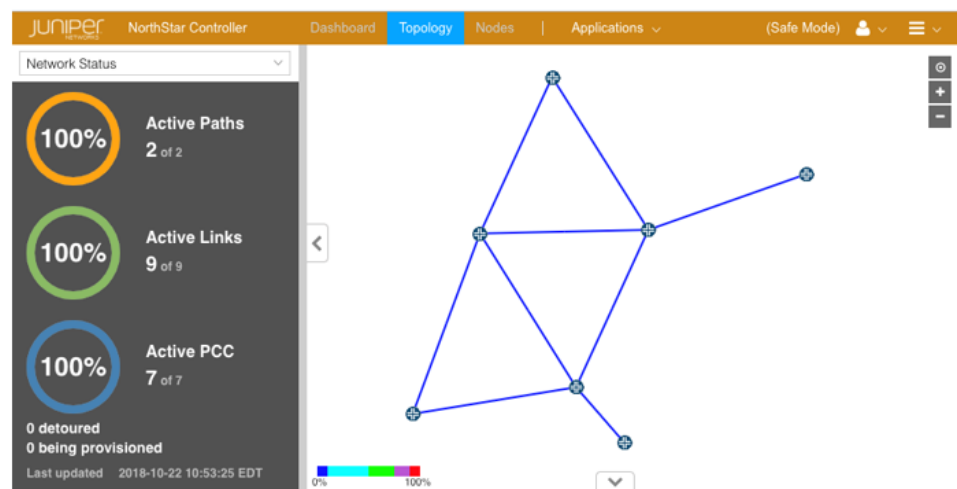 JUNIPER NETWORKS NorthStar Controller Dashboard Topology Nodes | Applications (Safe Mode)
Network Status
100% Active Paths
2 of 2
100% Active Links
9 of 9
100% Active PCC
7 of 7
0 detoured
0 being provisioned
Last updated 2018-10-22 10:53:25 EDT
0% 100%